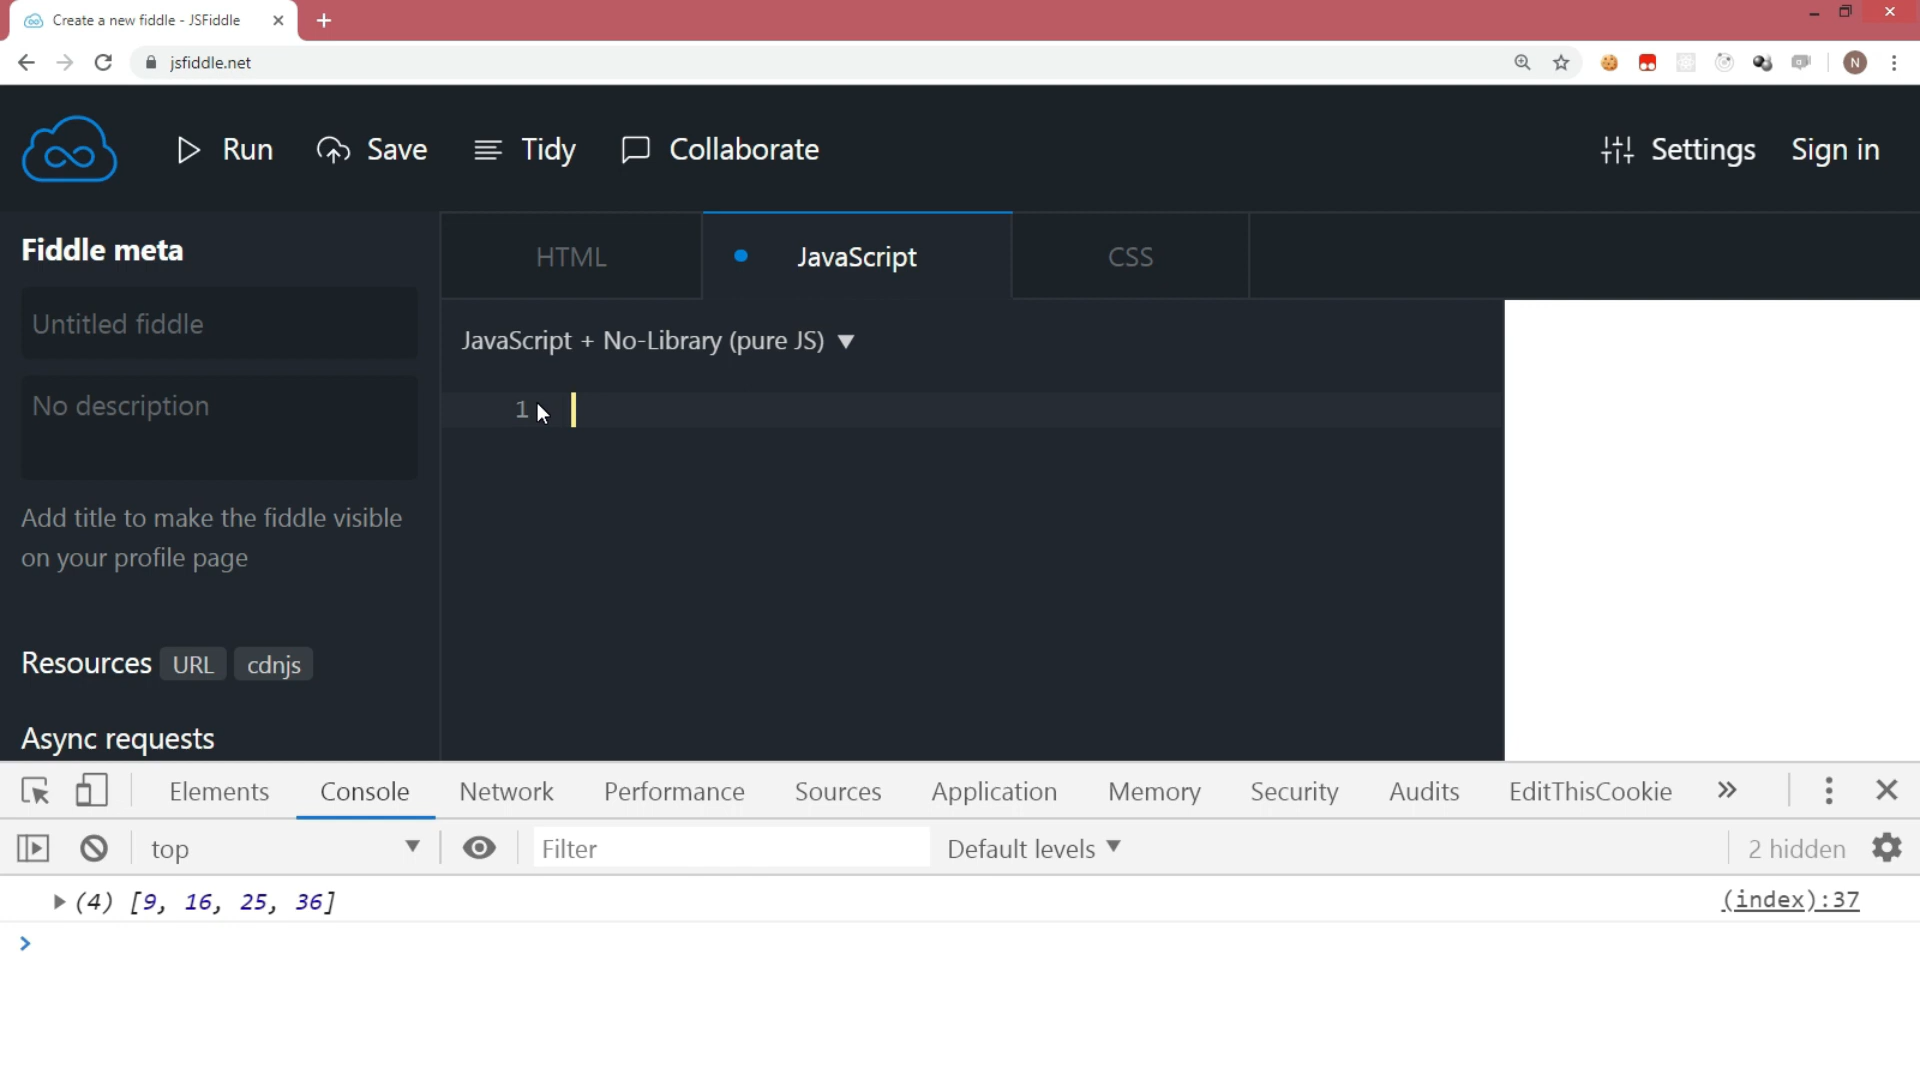 Create a new fiddle - JSFiddle
jsfiddle.net
N
Run Save Tidy Collaborate Settings Sign in
Fiddle meta
Untitled fiddle
No description
Add title to make the fiddle visible
on your profile page
Resources URL cdnjs
Async requests
HTML JavaScript CSS
JavaScript + No-Library (pure JS)
1
Elements Console Network Performance Sources Application Memory Security Audits EditThisCookie
top Filter Default levels 2 hidden
(4) [9, 16, 25, 36] (index):37